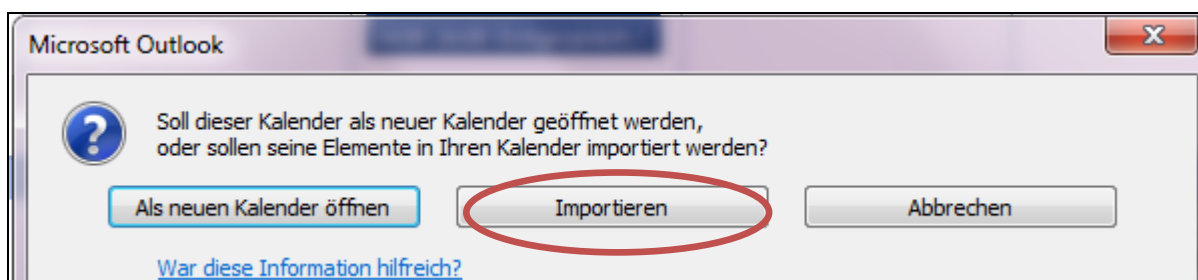 Microsoft Outlook
Soll dieser Kalender als neuer Kalender geöffnet werden,
oder sollen seine Elemente in Ihren Kalender importiert werden?
Als neuen Kalender öffnen
Importieren
Abbrechen
War diese Information hilfreich?